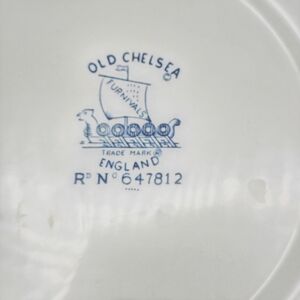 OLD CHELSEA
FURNIVALS
TRADE MARK
ENGLAND
Rᴰ Nº 647812